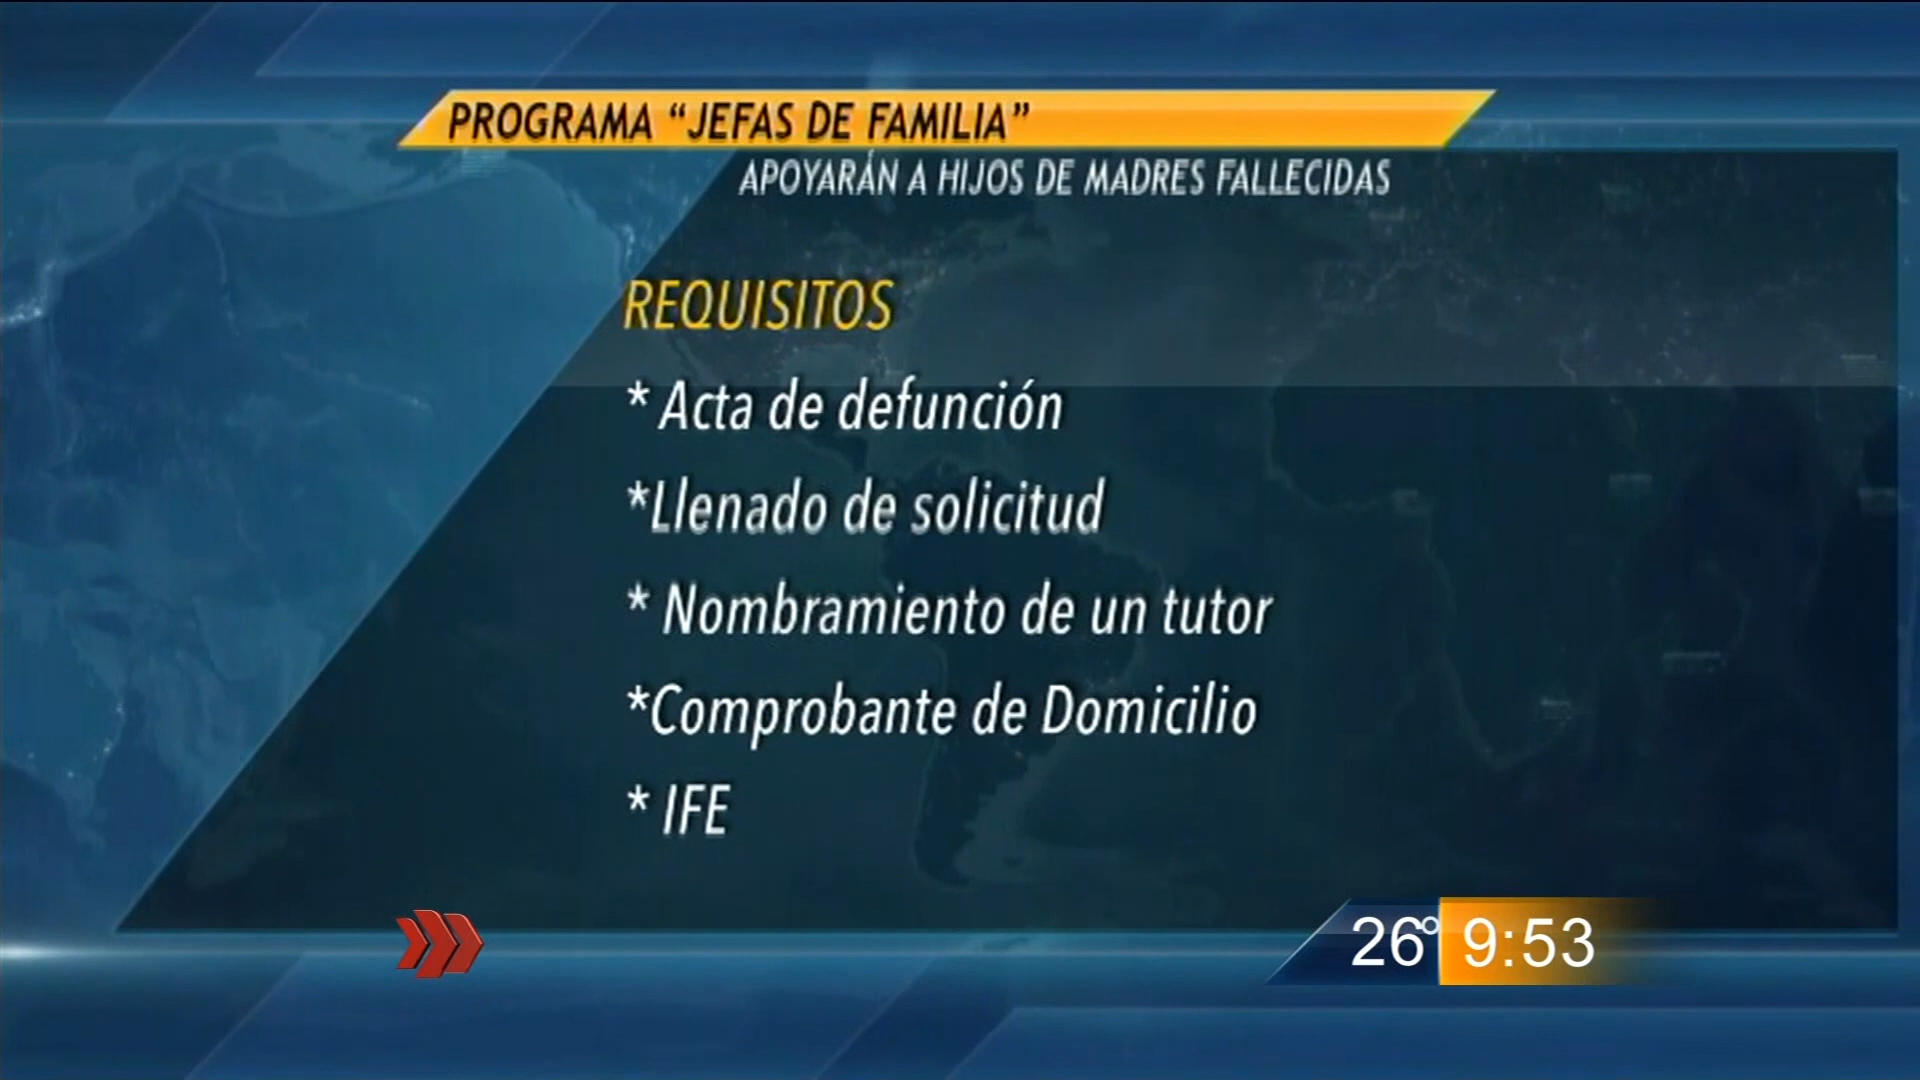 PROGRAMA “JEFAS DE FAMILIA”
APOYARÁN A HIJOS DE MADRES FALLECIDAS
REQUISITOS
* Acta de defunción
*Llenado de solicitud
* Nombramiento de un tutor
*Comprobante de Domicilio
* IFE
26° 9:53